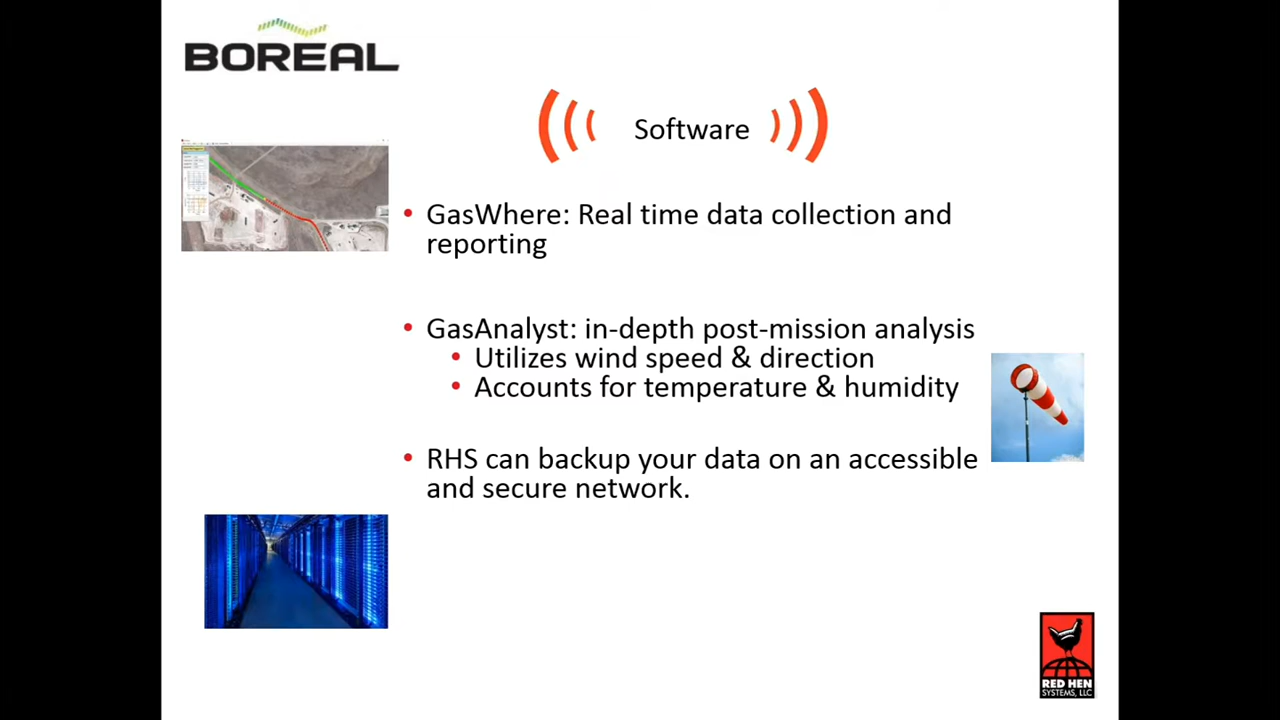 BOREAL
Software
• GasWhere: Real time data collection and
reporting
• GasAnalyst: in-depth post-mission analysis
• Utilizes wind speed & direction
• Accounts for temperature & humidity
• RHS can backup your data on an accessible
and secure network.
RED HEN
SYSTEMS, LLC